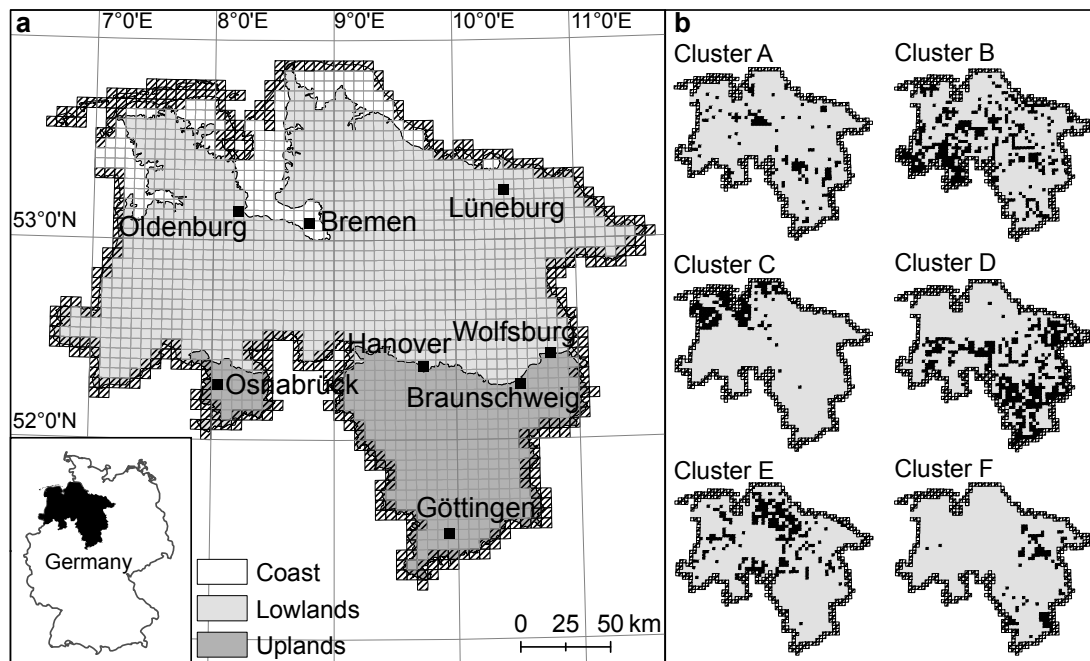 a
7°0'E 8°0'E 9°0'E 10°0'E 11°0'E
53°0'N
52°0'N
Oldenburg
Bremen
Lüneburg
Hanover
Wolfsburg
Osnabrück
Braunschweig
Göttingen
Germany
Coast
Lowlands
Uplands
0 25 50 km
b
Cluster A
Cluster B
Cluster C
Cluster D
Cluster E
Cluster F